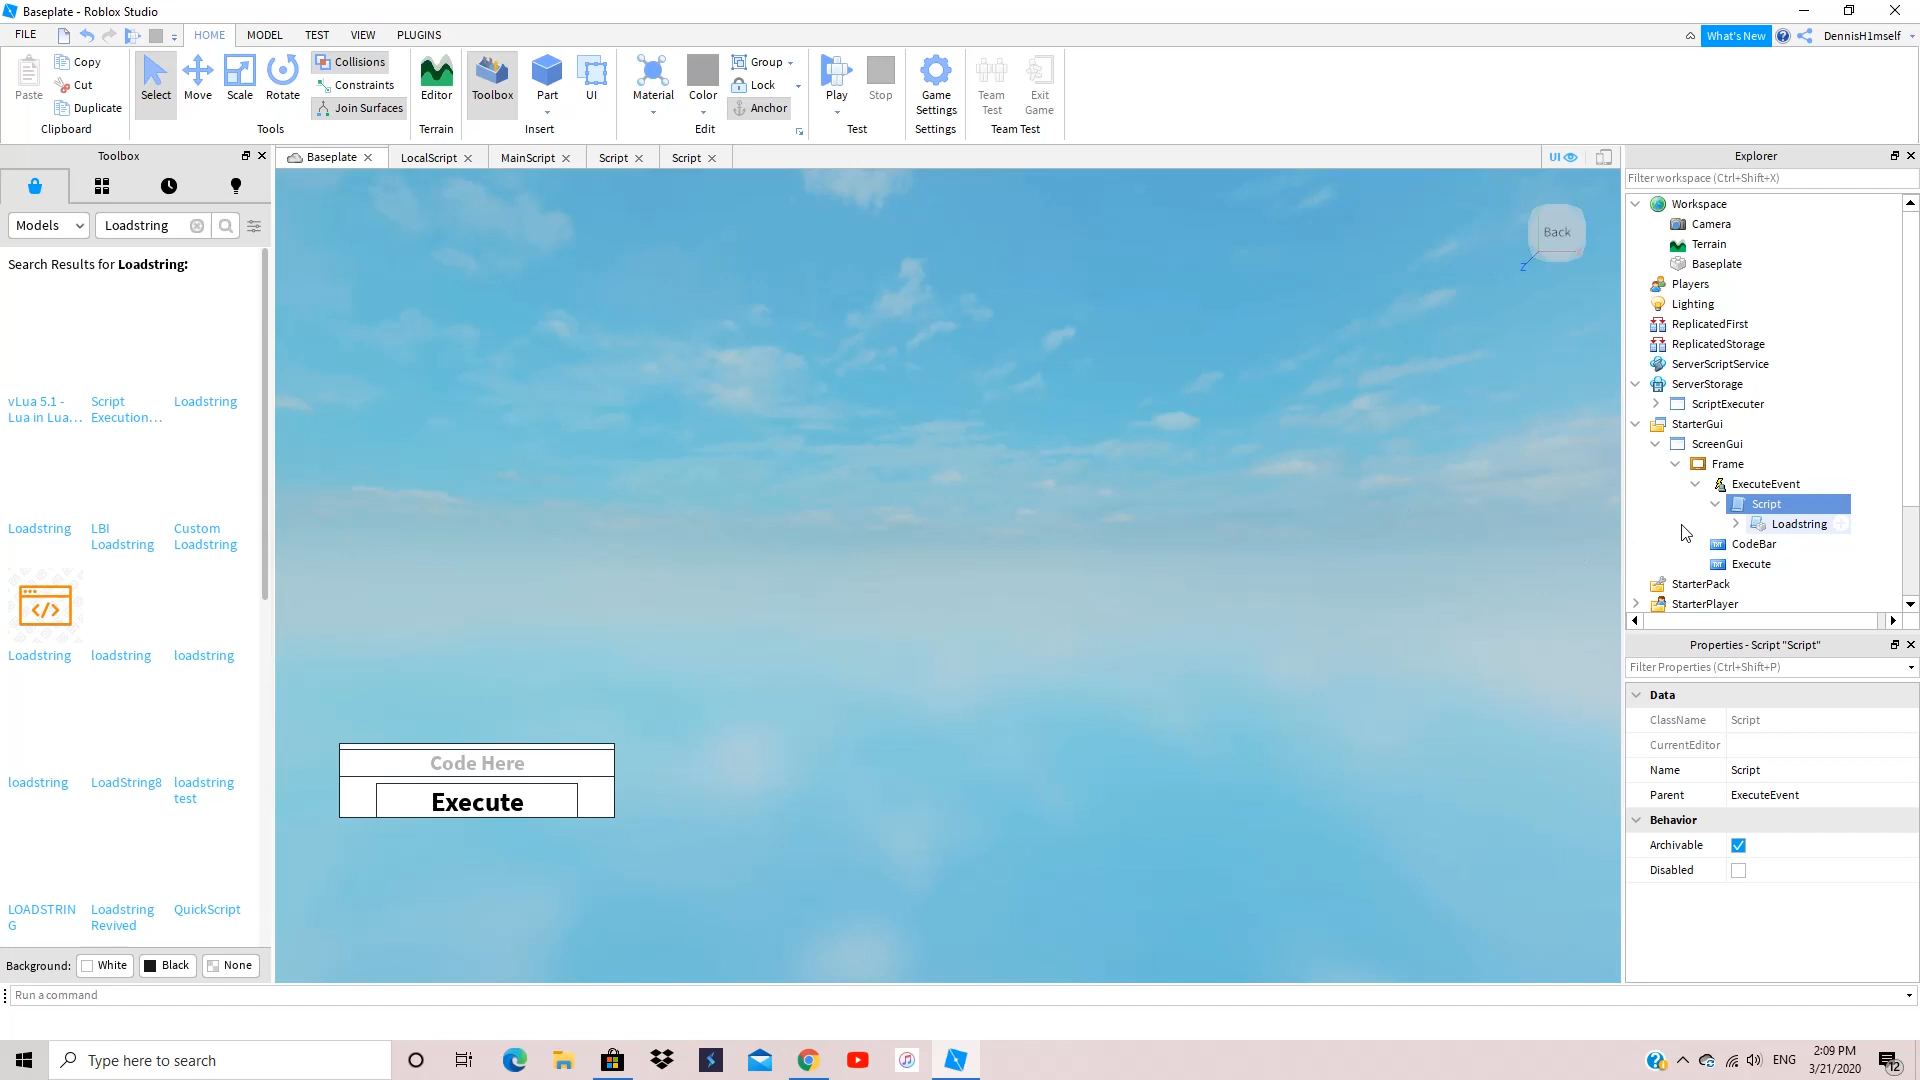 Baseplate - Roblox Studio
FILE
HOME
MODEL
TEST
VIEW
PLUGINS
What's New
DennisH1mself
Paste
Copy
Cut
Duplicate
Clipboard
Select
Move
Scale
Rotate
Collisions
Constraints
Join Surfaces
Tools
Editor
Terrain
Toolbox
Part
UI
Insert
Material
Color
Group
Lock
Anchor
Edit
Play
Stop
Test
Game
Settings
Settings
Team
Test
Exit
Game
Team Test
Toolbox
Baseplate
LocalScript
MainScript
Script
Script
UI
Explorer
Models
Loadstring
Search Results for Loadstring:
vLua 5.1 -
Lua in Lua...
Script
Execution...
Loadstring
Loadstring
LBI
Loadstring
Custom
Loadstring
Loadstring
loadstring
loadstring
loadstring
LoadString8
loadstring
test
LOADSTRIN
G
Loadstring
Revived
QuickScript
Background:
White
Black
None
Back
Z
Code Here
Execute
Filter workspace (Ctrl+Shift+X)
Workspace
Camera
Terrain
Baseplate
Players
Lighting
ReplicatedFirst
ReplicatedStorage
ServerScriptService
ServerStorage
ScriptExecuter
StarterGui
ScreenGui
Frame
ExecuteEvent
Script
Loadstring
CodeBar
Execute
StarterPack
StarterPlayer
Properties - Script "Script"
Filter Properties (Ctrl+Shift+P)
Data
ClassName
Script
CurrentEditor
Name
Script
Parent
ExecuteEvent
Behavior
Archivable
Disabled
Run a command
Type here to search
ENG
2:09 PM
3/21/2020
12